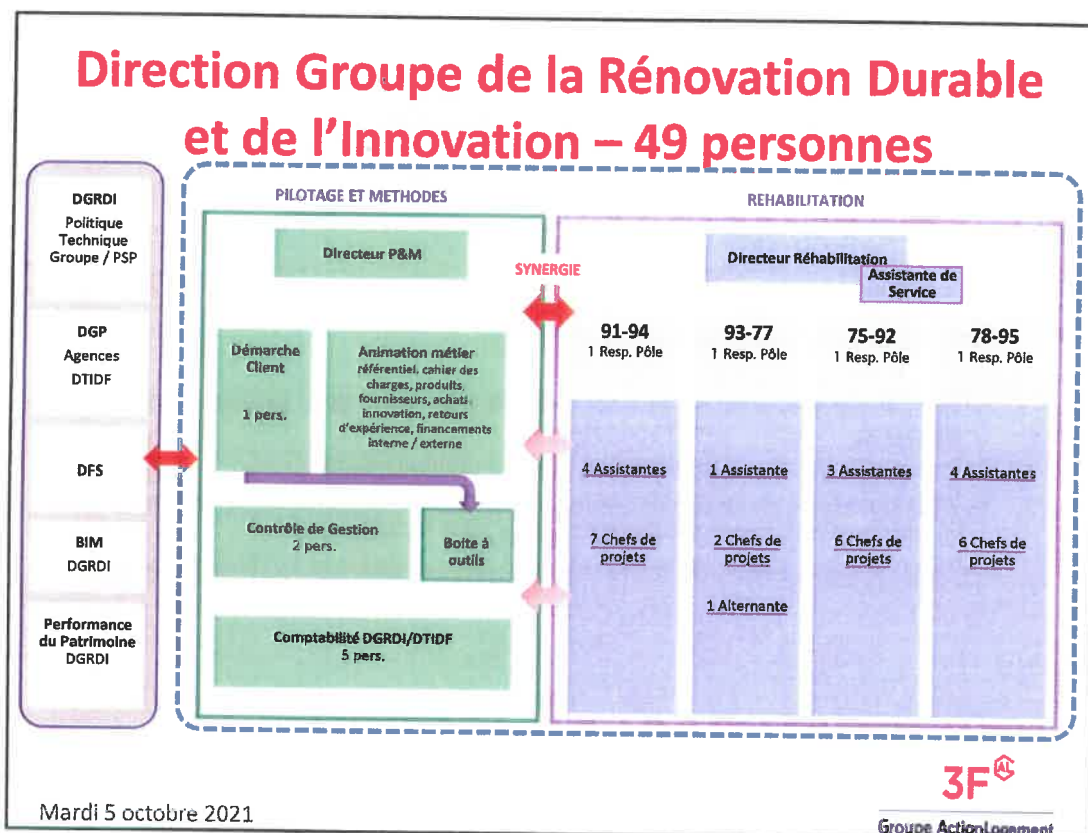 Direction Groupe de la Rénovation Durable
et de l'Innovation – 49 personnes
DGRDI
Politique
Technique
Groupe / PSP
DGP
Agences
DTIDF
DFS
BIM
DGRDI
Performance
du Patrimoine
DGRDI
PILOTAGE ET METHODES
Directeur P&M
Démarche
Client
1 pers.
Animation métier
référentiel, cahier des
charges, produits,
fournisseurs, achati
innovation, retours
d'expérience, financements
interne / externe
Contrôle de Gestion
2 pers.
Boite à
outils
Comptabilité DGRDI/DTIDF
5 pers.
SYNERGIE
REHABILITATION
Directeur Réhabilitation
Assistante de
Service
91-94
1 Resp. Pôle
4 Assistantes
7 Chefs de
projets
93-77
1 Resp. Pôle
1 Assistante
2 Chefs de
projets
1 Alternante
75-92
1 Resp. Pôle
3 Assistantes
6 Chefs de
projets
78-95
1 Resp. Pôle
4 Assistantes
6 Chefs de
projets
Mardi 5 octobre 2021
3F AL
Groupe ActionLogement